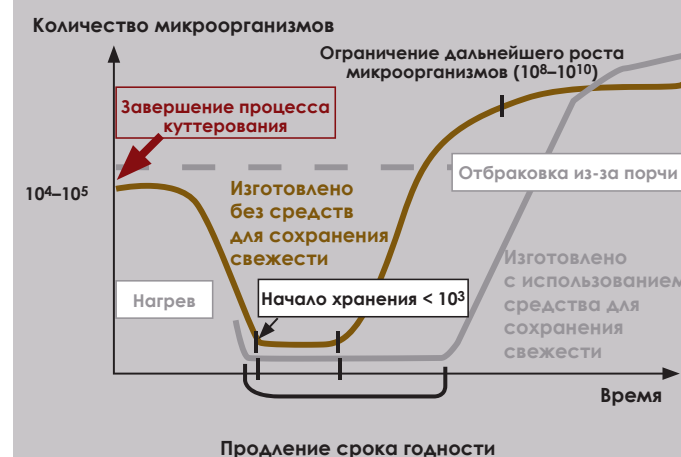 Количество микроорганизмов
Ограничение дальнейшего роста
микроорганизмов (10⁸–10¹⁰)
Завершение процесса
куттерования
10⁴–10⁵
Изготовлено
без средств
для сохранения
свежести
Отбраковка из-за порчи
Нагрев
Начало хранения < 10³
Изготовлено
с использованием
средства для
сохранения
свежести
Время
Продление срока годности